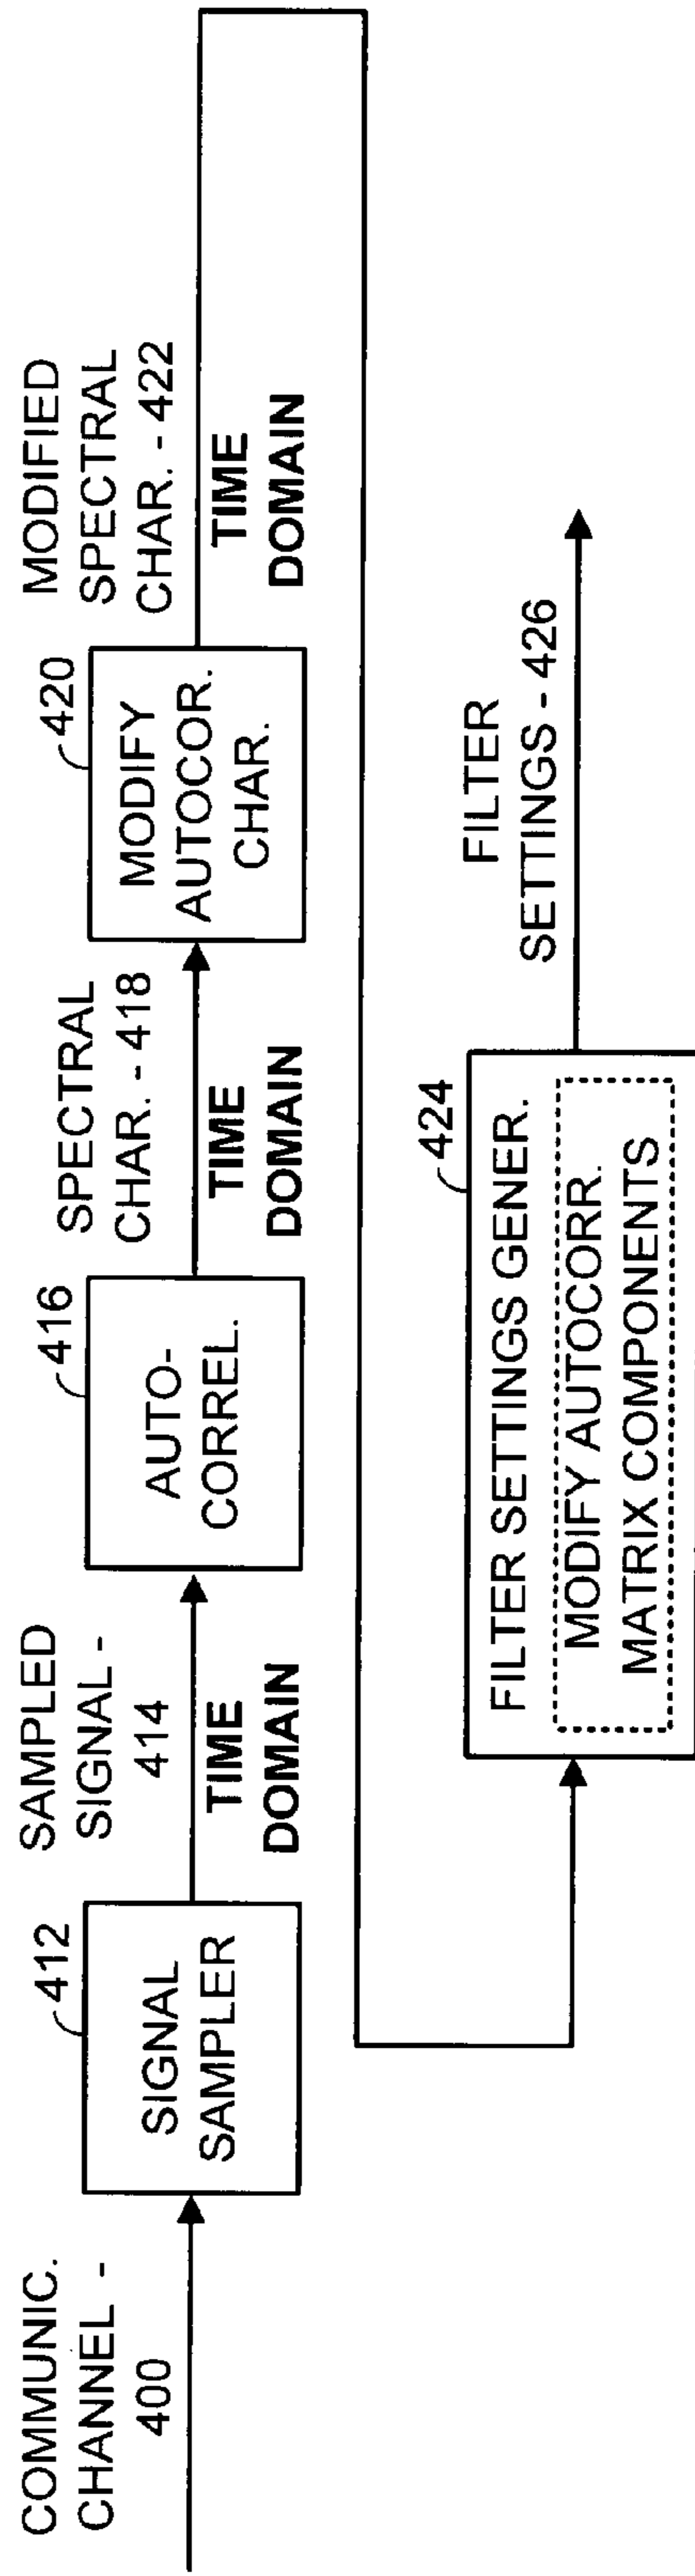 COMMUNIC.
CHANNEL -
400
412
SIGNAL
SAMPLER
SAMPLED
SIGNAL-
414
TIME
DOMAIN
416
AUTO-
CORREL.
SPECTRAL
CHAR. - 418
TIME
DOMAIN
420
MODIFY
AUTOCOR.
CHAR.
MODIFIED
SPECTRAL
CHAR. - 422
TIME
DOMAIN
424
FILTER SETTINGS GENER.
MODIFY AUTOCORR.
MATRIX COMPONENTS
FILTER
SETTINGS - 426